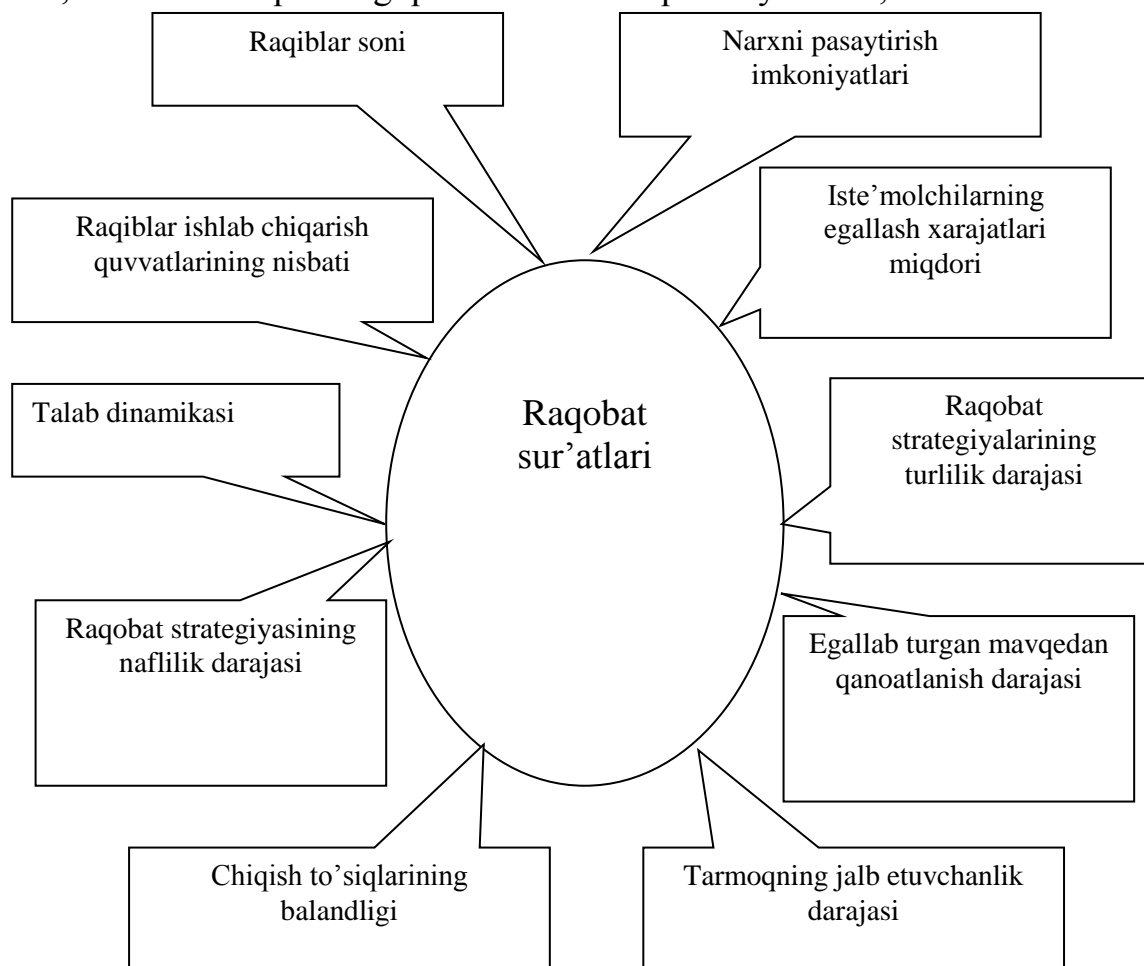 Raqiblar soni
Narxni pasaytirish
imkoniyatlari
Raqiblar ishlab chiqarish
quvvatlarining nisbati
Iste’molchilarning
egallash xarajatlari
miqdori
Talab dinamikasi
Raqobat
sur’atlari
Raqobat
strategiyalarining
turlilik darajasi
Raqobat strategiyasining
naflilik darajasi
Egallab turgan mavqedan
qanoatlanish darajasi
Chiqish to’siqlarining
balandligi
Tarmoqning jalb etuvchanlik
darajasi